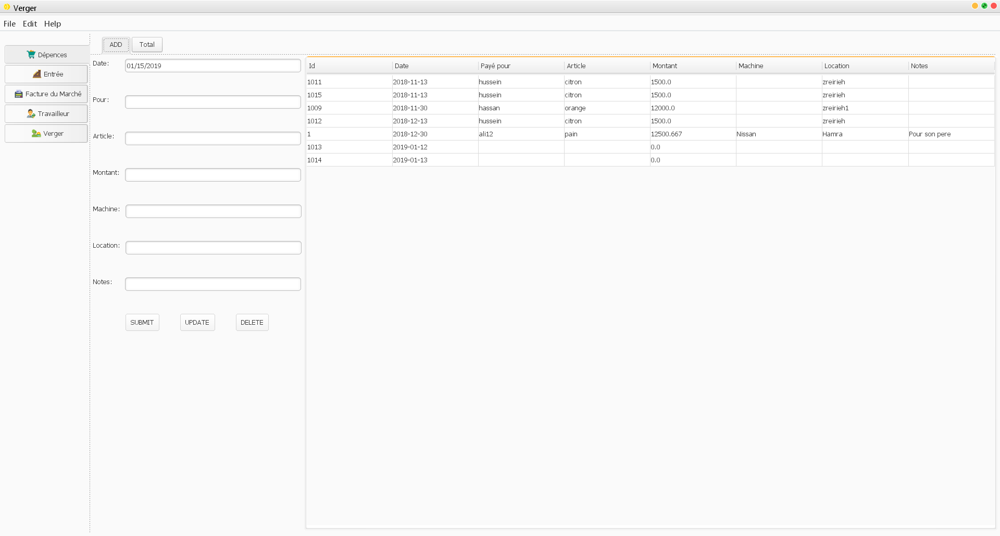 Verger
File Edit Help
Dépences
Entrée
Facture du Marché
Travailleur
Verger
ADD Total
Date: 01/15/2019
Pour:
Article:
Montant:
Machine:
Location:
Notes:
SUBMIT UPDATE DELETE
Id Date Payé pour Article Montant Machine Location Notes
1011 2018-11-13 hussein citron 1500.0 zreirieh
1015 2018-11-13 hussein citron 1500.0 zreirieh
1009 2018-11-30 hassan orange 12000.0 zreirieh1
1012 2018-12-13 hussein citron 1500.0 zreirieh
1 2018-12-30 ali12 pain 12500.667 Nissan Hamra Pour son pere
1013 2019-01-12 0.0
1014 2019-01-13 0.0